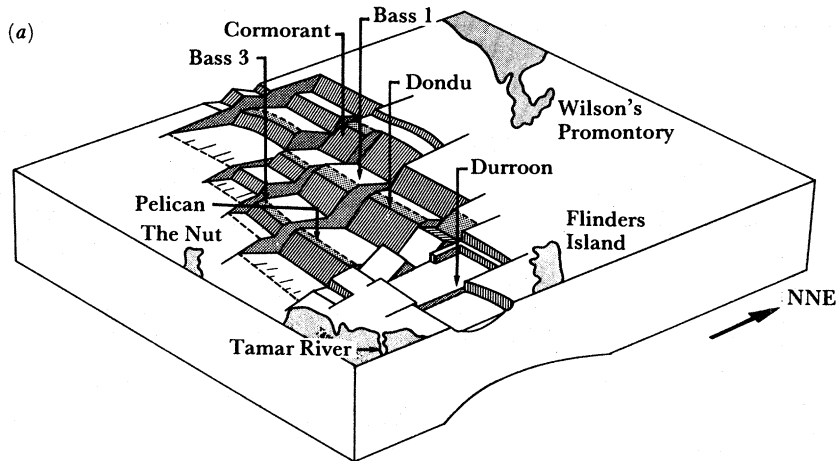 (a)
Bass 1
Cormorant
Bass 3
Dondu
Wilson's
Promontory
Durroon
Pelican
The Nut
Flinders
Island
NNE
Tamar River